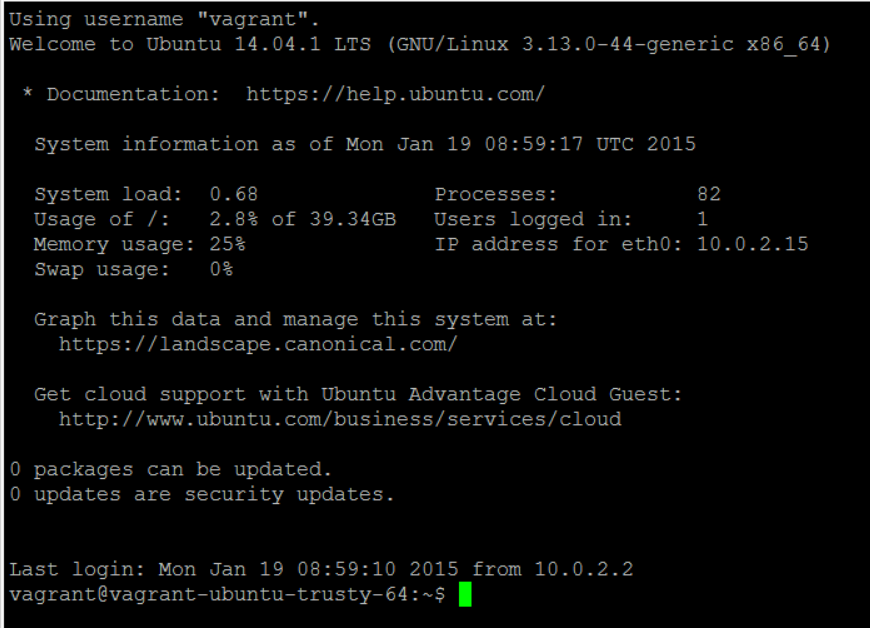 Using username "vagrant".
Welcome to Ubuntu 14.04.1 LTS (GNU/Linux 3.13.0-44-generic x86_64)
* Documentation:  https://help.ubuntu.com/
System information as of Mon Jan 19 08:59:17 UTC 2015
System load:  0.68              Processes:           82
Usage of /:   2.8% of 39.34GB   Users logged in:     1
Memory usage: 25%               IP address for eth0: 10.0.2.15
Swap usage:   0%
Graph this data and manage this system at:
https://landscape.canonical.com/
Get cloud support with Ubuntu Advantage Cloud Guest:
http://www.ubuntu.com/business/services/cloud
0 packages can be updated.
0 updates are security updates.
Last login: Mon Jan 19 08:59:10 2015 from 10.0.2.2
vagrant@vagrant-ubuntu-trusty-64:~$